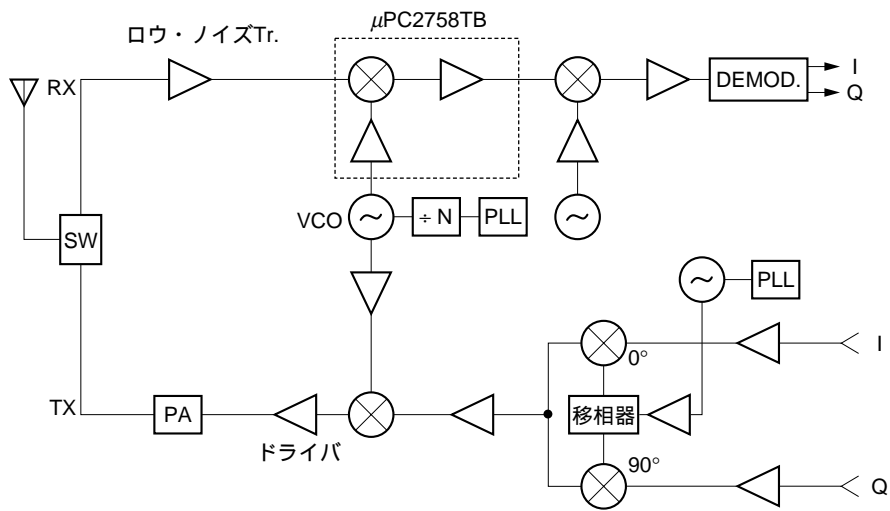 μPC2758TB
ロウ・ノイズTr.
RX
DEMOD.
I
Q
VCO
÷ N
PLL
SW
PLL
I
0°
TX
PA
移相器
ドライバ
90°
Q